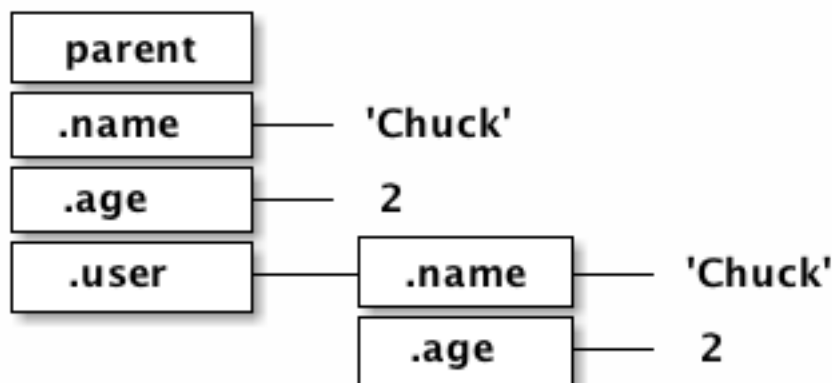 parent
.name 'Chuck'
.age 2
.user .name 'Chuck'
.age 2